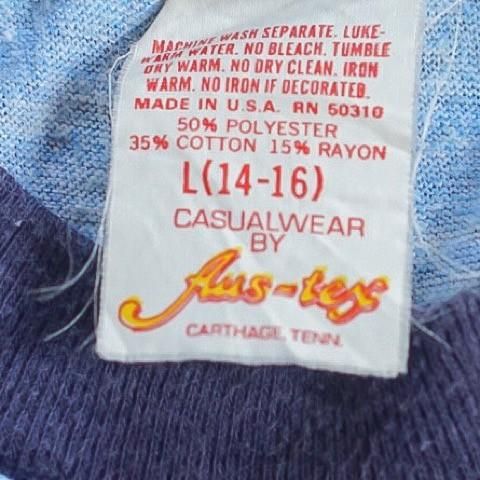 MACHINE WASH SEPARATE. LUKE-
WARM WATER. NO BLEACH. TUMBLE
DRY WARM. NO DRY CLEAN. IRON
WARM. NO IRON IF DECORATED.
MADE IN U.S.A. RN 50310
50% POLYESTER
35% COTTON 15% RAYON
L(14-16)
CASUALWEAR
BY
Aus-tex
CARTHAGE, TENN.